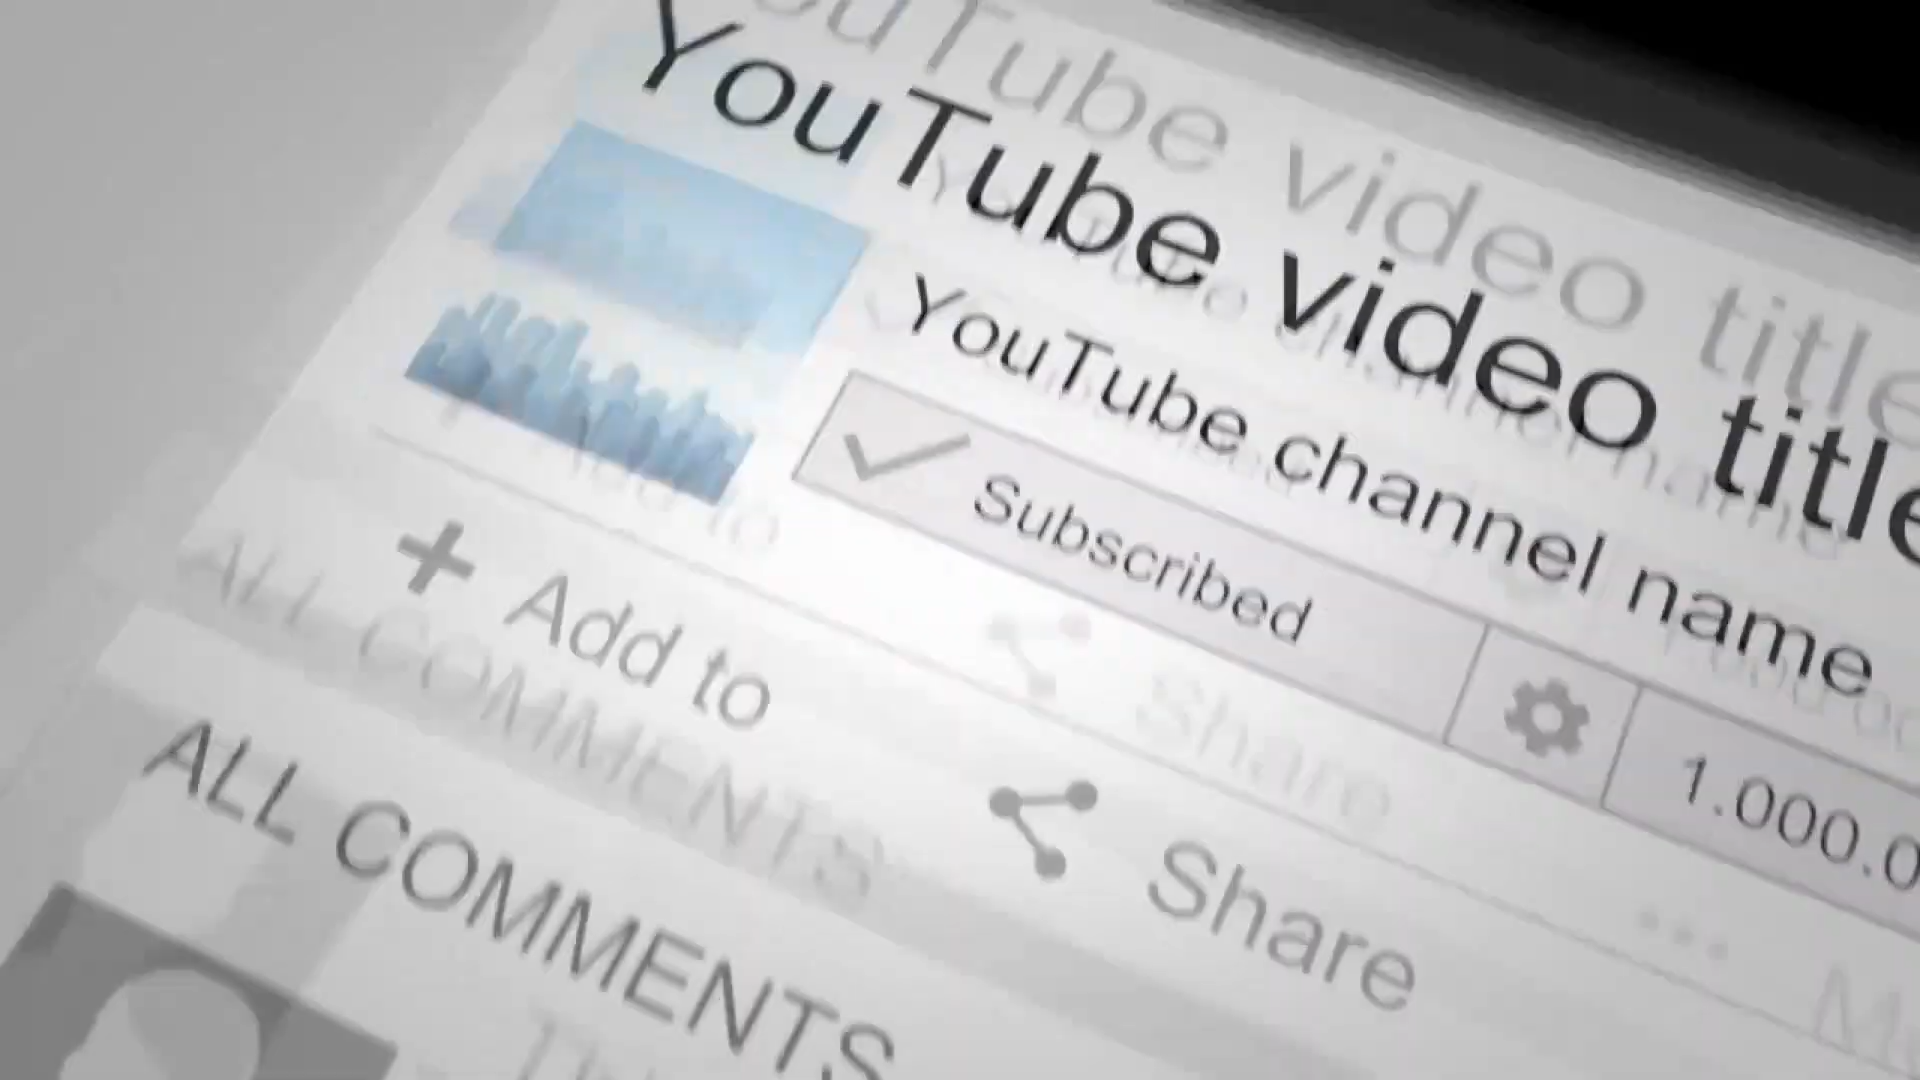 YouTube video title
YouTube channel name
Subscribed
1.000.0
Add to
Share
ALL COMMENTS